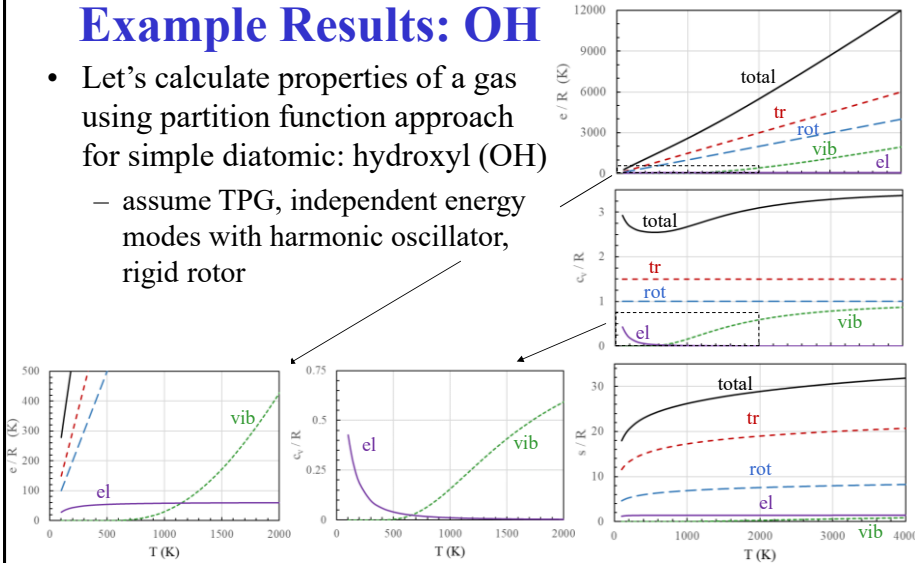 Example Results: OH
• Let's calculate properties of a gas
using partition function approach
for simple diatomic: hydroxyl (OH)
– assume TPG, independent energy
modes with harmonic oscillator,
rigid rotor
12000
9000
6000
3000
0
e / R (K)
total
tr
rot
vib
el
3
2
1
0
c_v / R
total
tr
rot
el
vib
500
400
300
200
100
0
e / R (K)
vib
el
0 500 1000 1500 2000
T (K)
0.75
0.5
0.25
0
c_v / R
el
vib
0 500 1000 1500 2000
T (K)
30
20
10
0
s / R
total
tr
rot
el
vib
0 1000 2000 3000 4000
T (K)